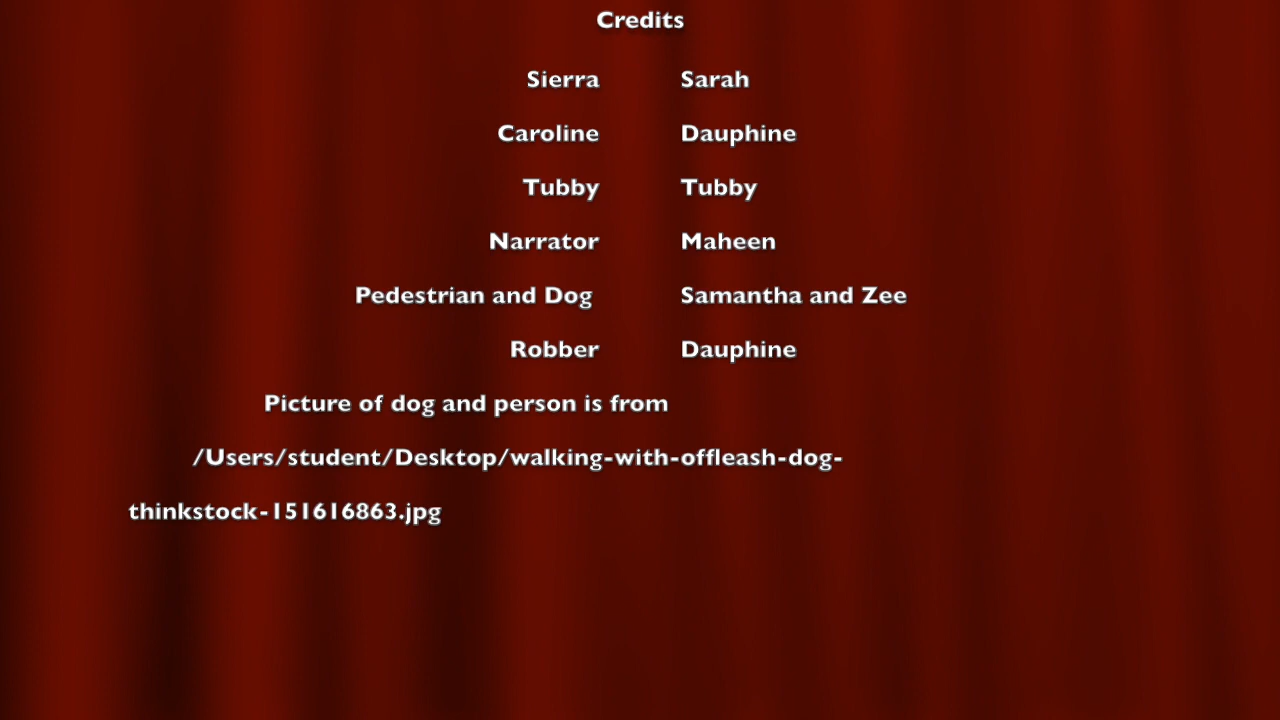 Credits
Sierra Sarah
Caroline Dauphine
Tubby Tubby
Narrator Maheen
Pedestrian and Dog Samantha and Zee
Robber Dauphine
Picture of dog and person is from
/Users/student/Desktop/walking-with-offleash-dog-
thinkstock-151616863.jpg